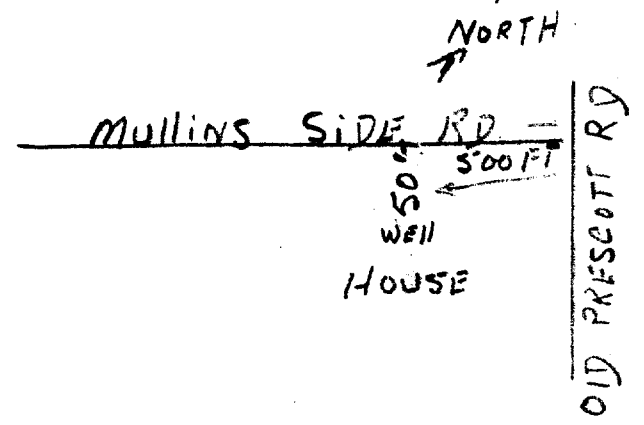 NORTH
Mullins SIDE RD
500 FT
50'
WEll
HOUSE
OlD PRESCOTT RD